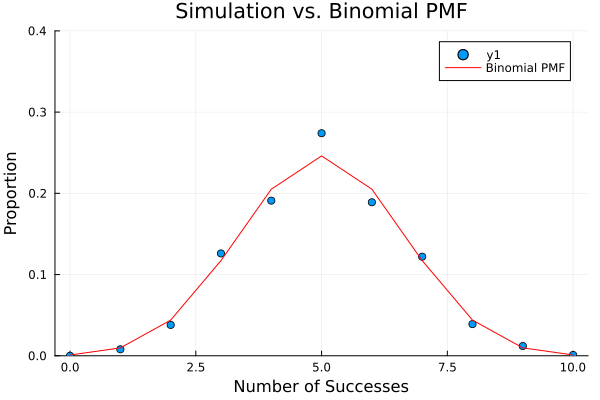 Simulation vs. Binomial PMF
0.4
0.3
0.2
0.1
0.0
Proportion
y1
Binomial PMF
0.0 2.5 5.0 7.5 10.0
Number of Successes